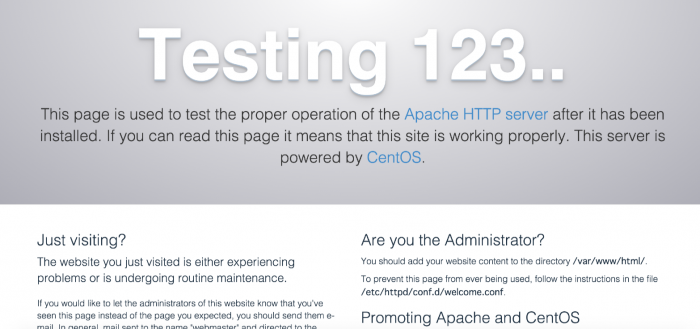 Testing 123..
This page is used to test the proper operation of the Apache HTTP server after it has been
installed. If you can read this page it means that this site is working properly. This server is
powered by CentOS.
Just visiting?
The website you just visited is either experiencing
problems or is undergoing routine maintenance.
If you would like to let the administrators of this website know that you've
seen this page instead of the page you expected, you should send them e-
mail. In general, mail sent to the name "webmaster" and directed to the
Are you the Administrator?
You should add your website content to the directory /var/www/html/.
To prevent this page from ever being used, follow the instructions in the file
/etc/httpd/conf.d/welcome.conf.
Promoting Apache and CentOS